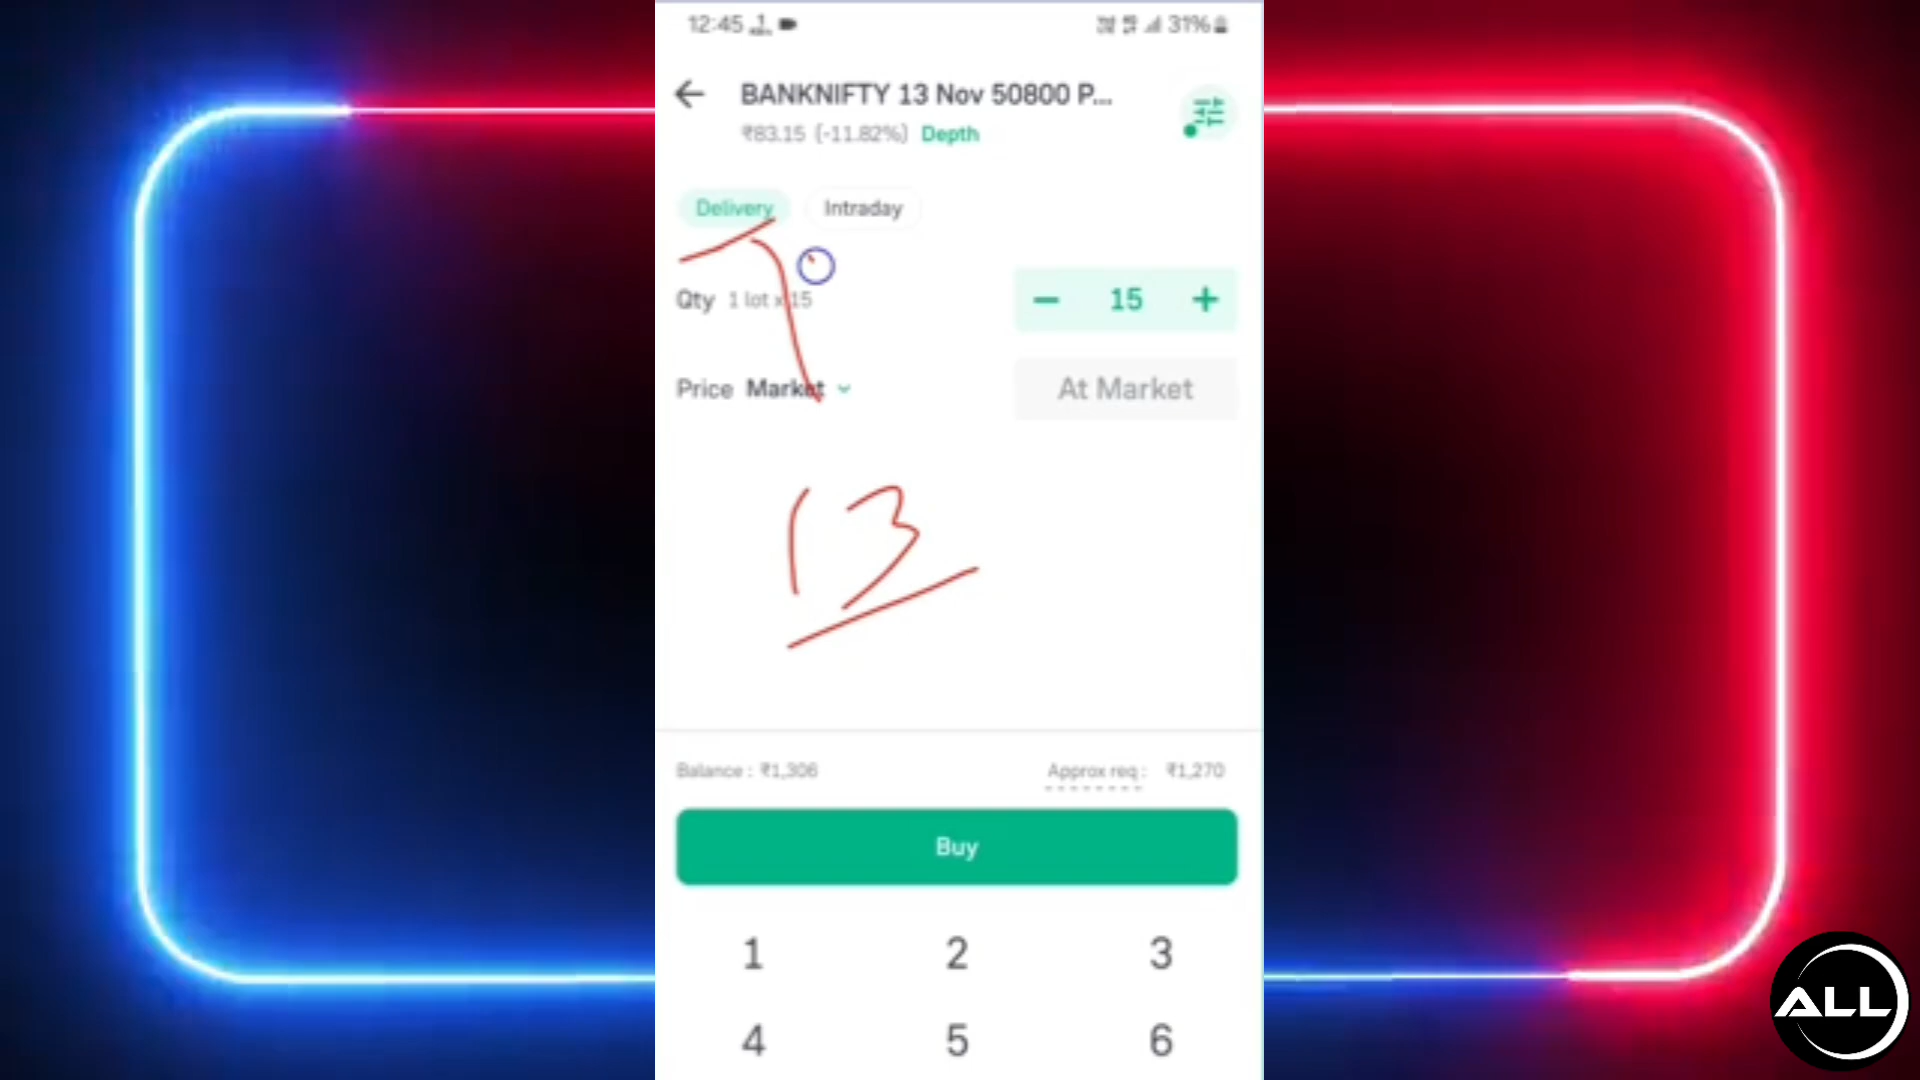 12:45 31%
BANKNIFTY 13 Nov 50800 P...
₹83.15 (-11.82%) Depth
Delivery Intraday
Qty 1 lot x 15 − 15 +
Price Market At Market
13
Balance : ₹1,306 Approx req : ₹1,270
Buy
1 2 3
4 5 6
ALL